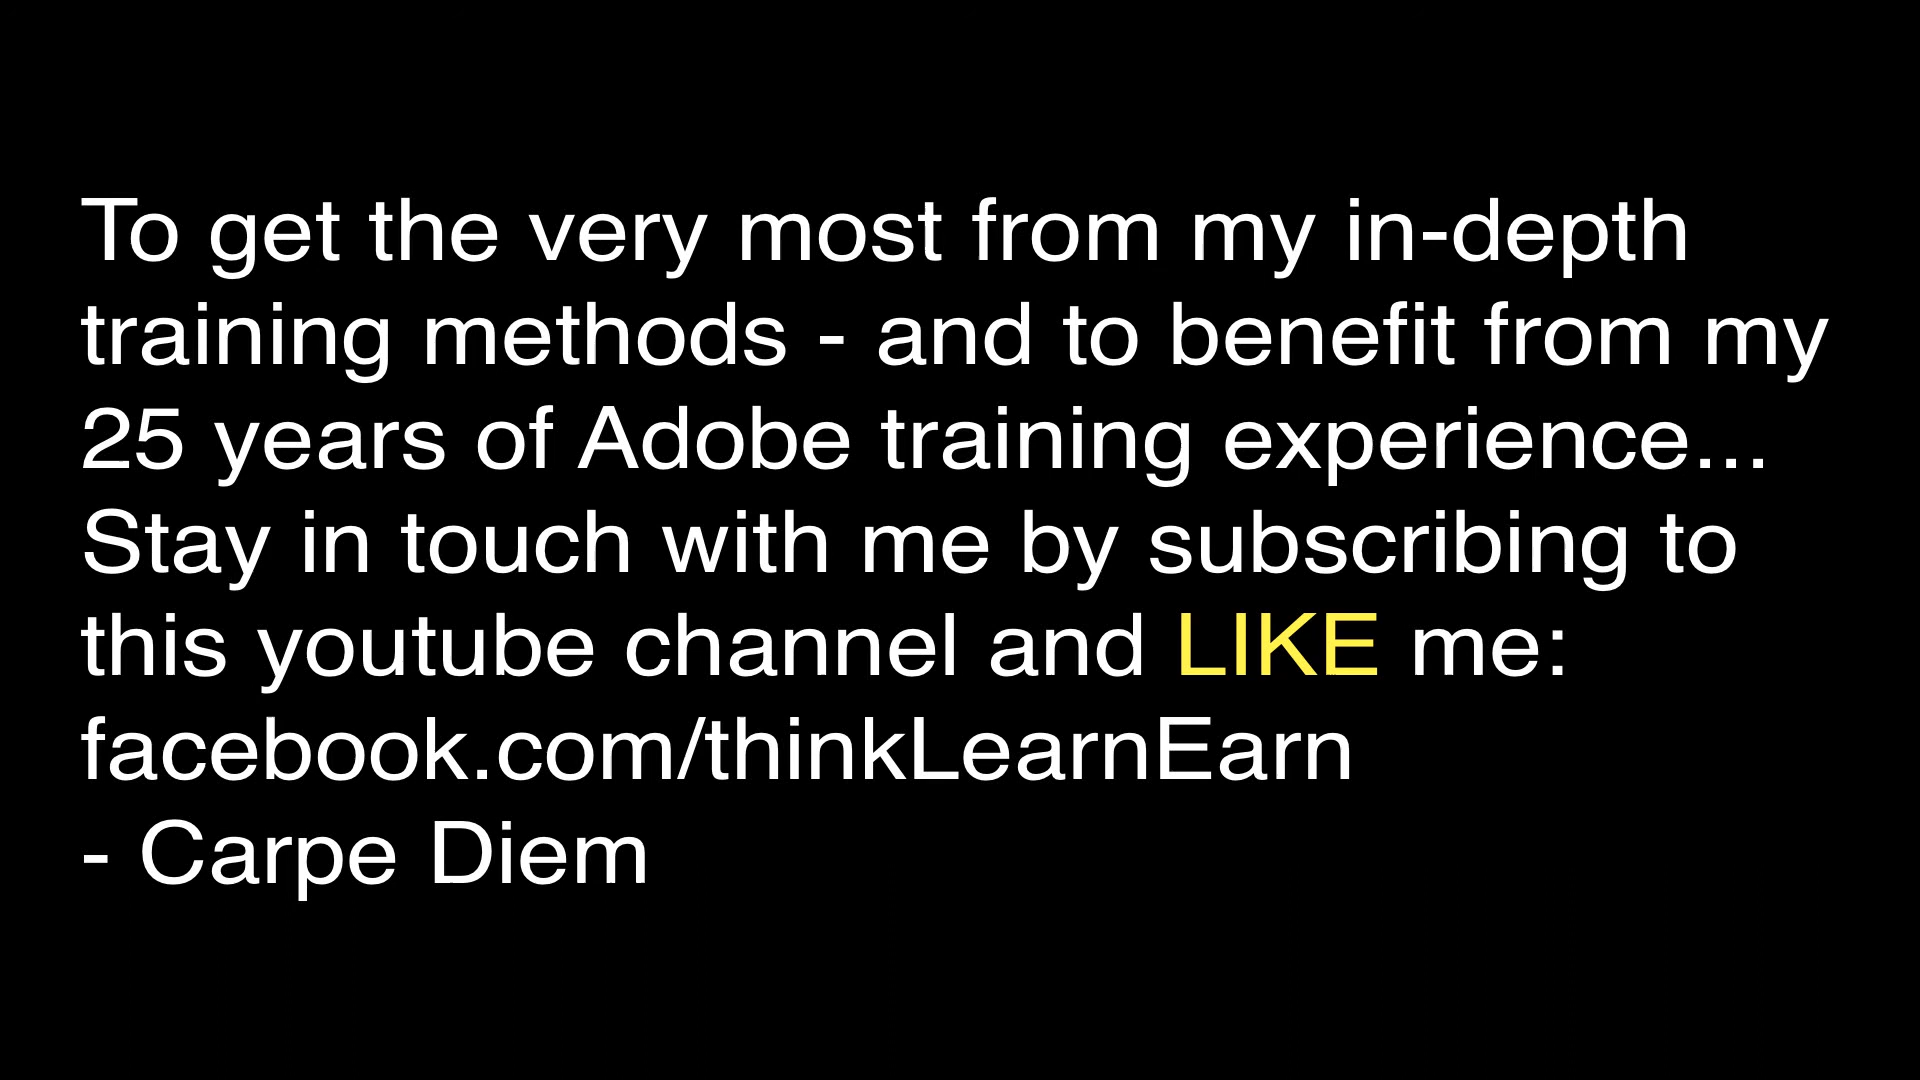 To get the very most from my in-depth
training methods - and to benefit from my
25 years of Adobe training experience...
Stay in touch with me by subscribing to
this youtube channel and LIKE me:
facebook.com/thinkLearnEarn
- Carpe Diem